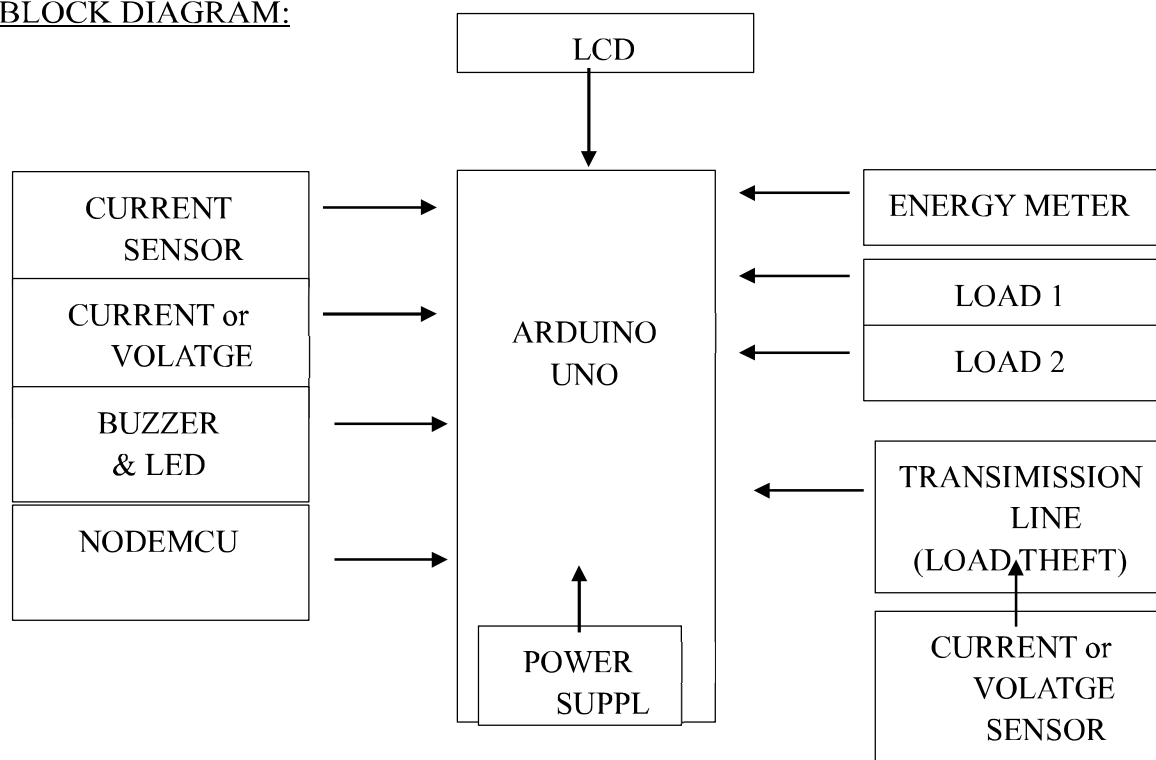 BLOCK DIAGRAM:
LCD
CURRENT
SENSOR
CURRENT or
VOLATGE
BUZZER
& LED
NODEMCU
ARDUINO
UNO
POWER
SUPPL
ENERGY METER
LOAD 1
LOAD 2
TRANSIMISSION
LINE
(LOAD THEFT)
CURRENT or
VOLATGE
SENSOR